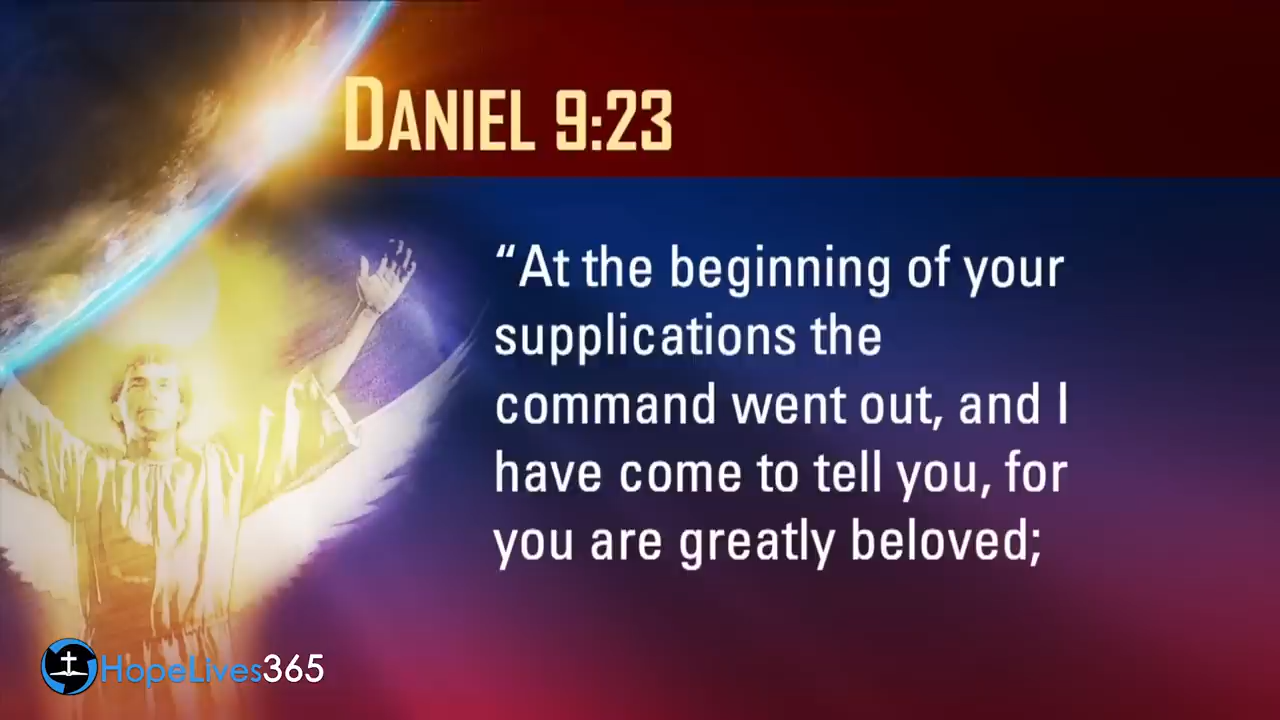 DANIEL 9:23
“At the beginning of your
supplications the
command went out, and I
have come to tell you, for
you are greatly beloved;
HopeLives365